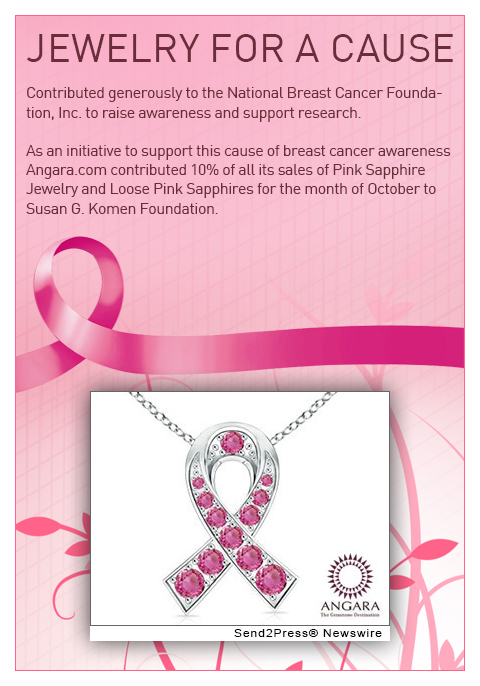 JEWELRY FOR A CAUSE
Contributed generously to the National Breast Cancer Founda-
tion, Inc. to raise awareness and support research.
As an initiative to support this cause of breast cancer awareness
Angara.com contributed 10% of all its sales of Pink Sapphire
Jewelry and Loose Pink Sapphires for the month of October to
Susan G. Komen Foundation.
ANGARA
The Gemstone Destination
Send2Press® Newswire